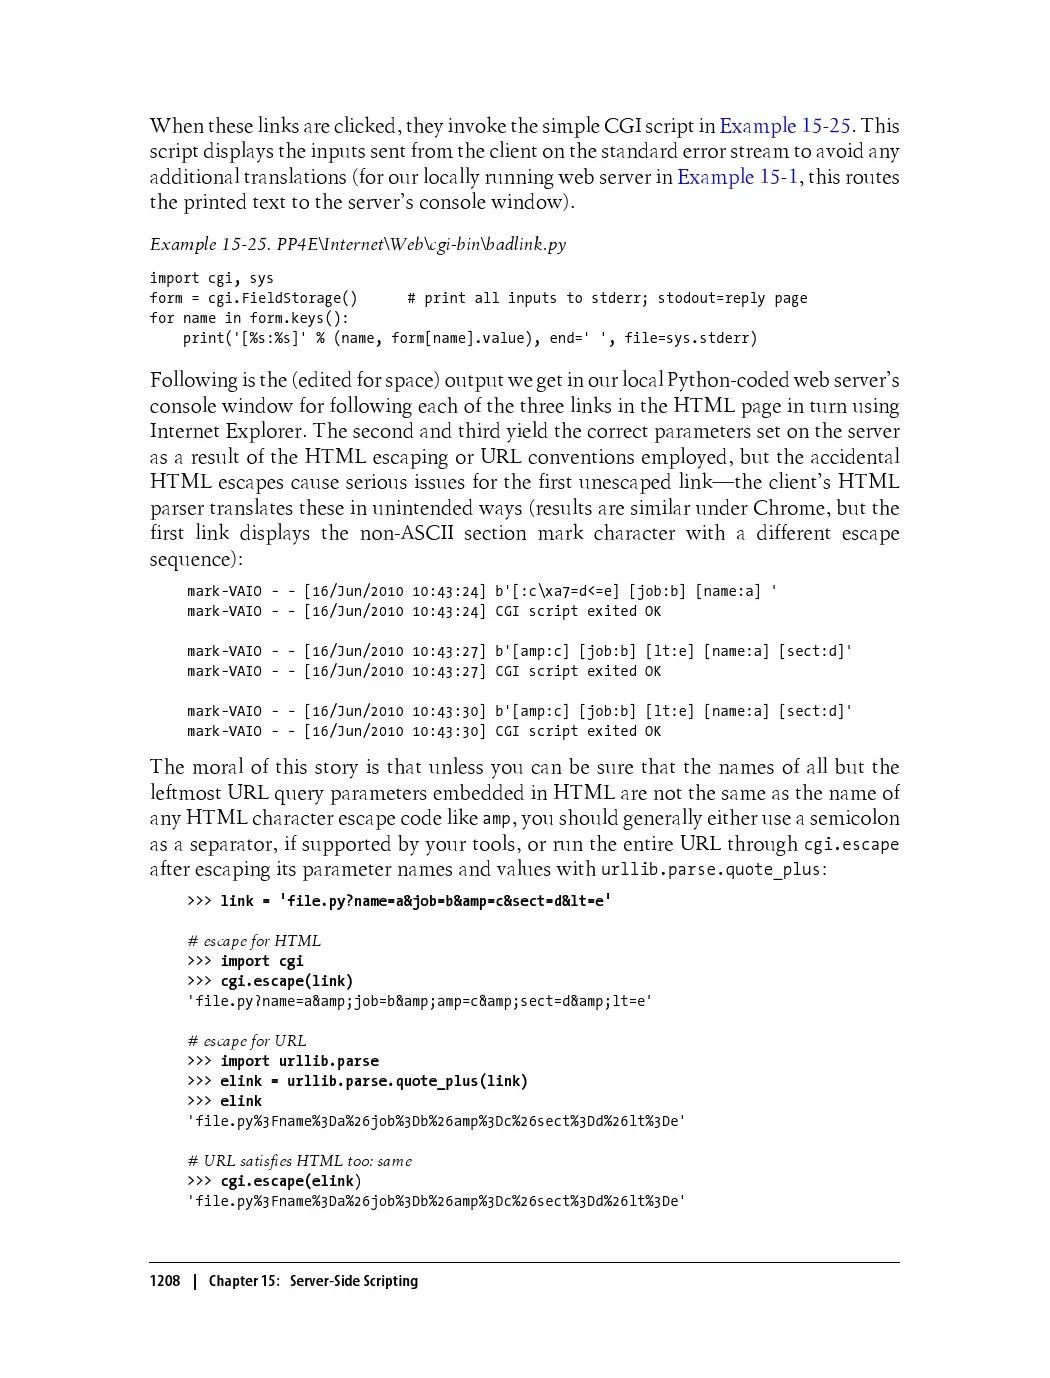 When these links are clicked, they invoke the simple CGI script in Example 15-25. This
script displays the inputs sent from the client on the standard error stream to avoid any
additional translations (for our locally running web server in Example 15-1, this routes
the printed text to the server’s console window).
Example 15-25. PP4E\Internet\Web\cgi-bin\badlink.py
import cgi, sys
form = cgi.FieldStorage()      # print all inputs to stderr; stodout=reply page
for name in form.keys():
    print('[%s:%s]' % (name, form[name].value), end=' ', file=sys.stderr)
Following is the (edited for space) output we get in our local Python-coded web server’s
console window for following each of the three links in the HTML page in turn using
Internet Explorer. The second and third yield the correct parameters set on the server
as a result of the HTML escaping or URL conventions employed, but the accidental
HTML escapes cause serious issues for the first unescaped link—the client’s HTML
parser translates these in unintended ways (results are similar under Chrome, but the
first link displays the non-ASCII section mark character with a different escape
sequence):
mark-VAIO - - [16/Jun/2010 10:43:24] b'[:c\xa7=d<=e] [job:b] [name:a] '
mark-VAIO - - [16/Jun/2010 10:43:24] CGI script exited OK
mark-VAIO - - [16/Jun/2010 10:43:27] b'[amp:c] [job:b] [lt:e] [name:a] [sect:d]'
mark-VAIO - - [16/Jun/2010 10:43:27] CGI script exited OK
mark-VAIO - - [16/Jun/2010 10:43:30] b'[amp:c] [job:b] [lt:e] [name:a] [sect:d]'
mark-VAIO - - [16/Jun/2010 10:43:30] CGI script exited OK
The moral of this story is that unless you can be sure that the names of all but the
leftmost URL query parameters embedded in HTML are not the same as the name of
any HTML character escape code like amp, you should generally either use a semicolon
as a separator, if supported by your tools, or run the entire URL through cgi.escape
after escaping its parameter names and values with urllib.parse.quote_plus:
>>> link = 'file.py?name=a&job=b&amp=c&sect=d&lt=e'
# escape for HTML
>>> import cgi
>>> cgi.escape(link)
'file.py?name=a&amp;job=b&amp;amp=c&amp;sect=d&amp;lt=e'
# escape for URL
>>> import urllib.parse
>>> elink = urllib.parse.quote_plus(link)
>>> elink
'file.py%3Fname%3Da%26job%3Db%26amp%3Dc%26sect%3Dd%26lt%3De'
# URL satisfies HTML too: same
>>> cgi.escape(elink)
'file.py%3Fname%3Da%26job%3Db%26amp%3Dc%26sect%3Dd%26lt%3De'
1208 | Chapter 15: Server-Side Scripting